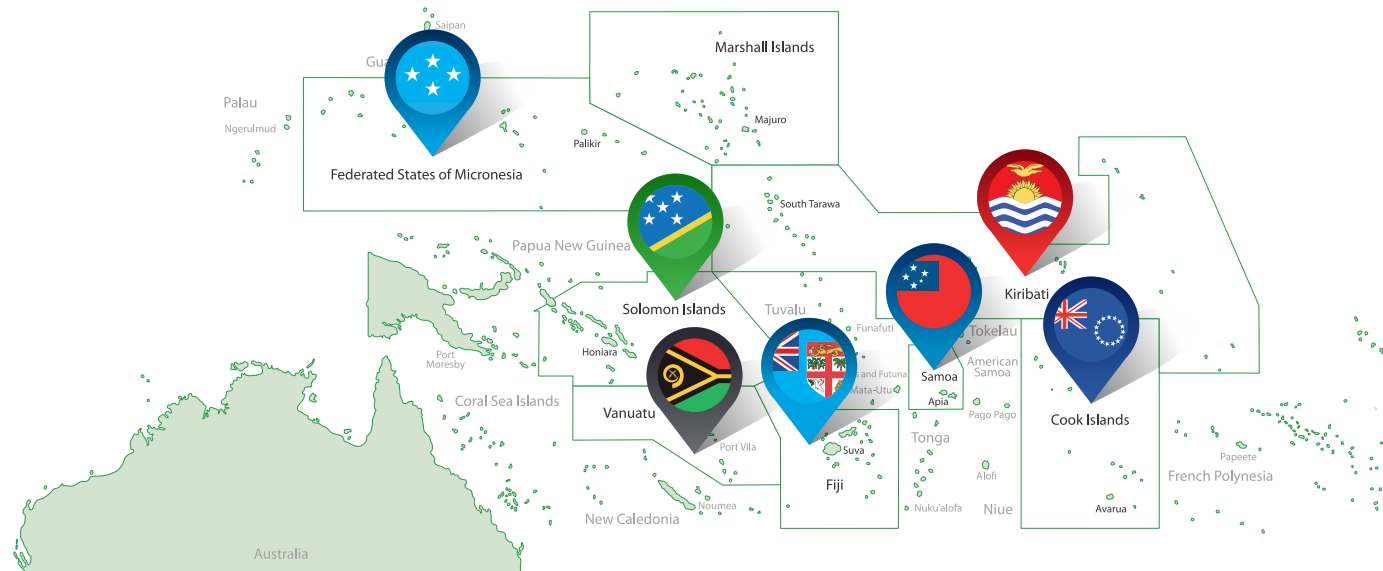 Saipan
Marshall Islands
Palau
Majuro
Ngerulmud
Palikir
Federated States of Micronesia
South Tarawa
Papua New Guinea
Kiribati
Solomon Islands
Tuvalu
Funafuti
Tokelau
Honiara
Port
Moresby
American
Samoa
and Futuna
Samoa
Mata-Utu
Coral Sea Islands
Apia
Vanuatu
Pago Pago
Cook Islands
Tonga
Port Vila
Suva
Papeete
Alofi
French Polynesia
Fiji
Avarua
Noumea
Nuku'alofa
Niue
New Caledonia
Australia